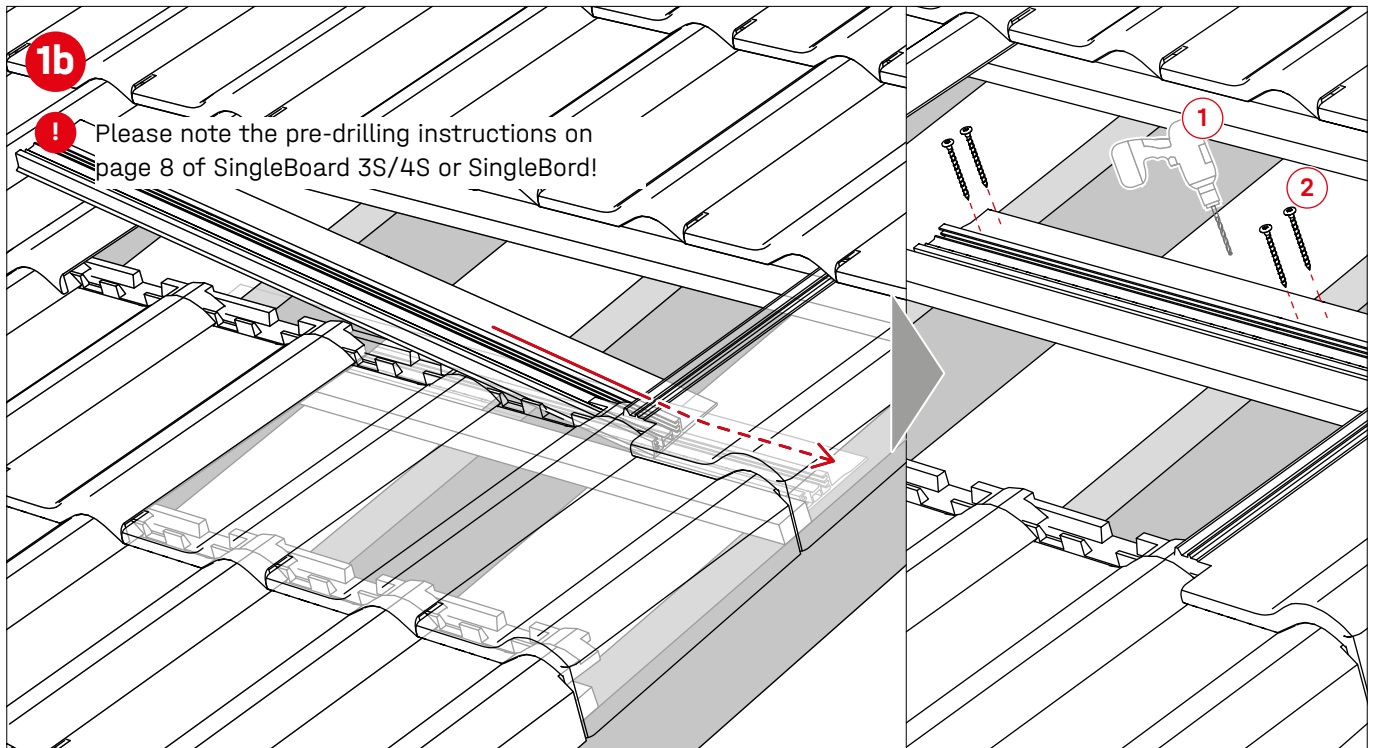 1b
! Please note the pre-drilling instructions on
page 8 of SingleBoard 3S/4S or SingleBord!
1
2